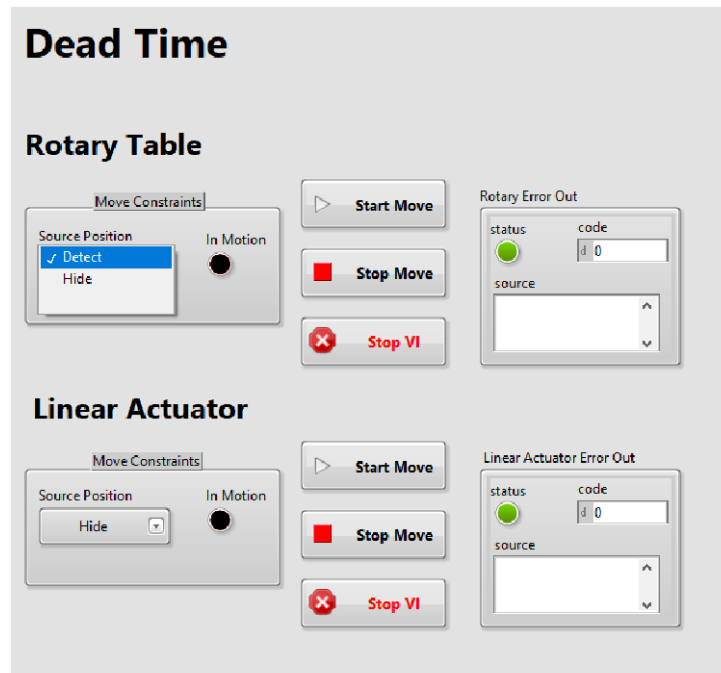 Dead Time
Rotary Table
Move Constraints
Source Position
In Motion
✓ Detect
Hide
Start Move
Stop Move
Stop VI
Rotary Error Out
status
code
d 0
source
Linear Actuator
Move Constraints
Source Position
In Motion
Hide
Start Move
Stop Move
Stop VI
Linear Actuator Error Out
status
code
d 0
source